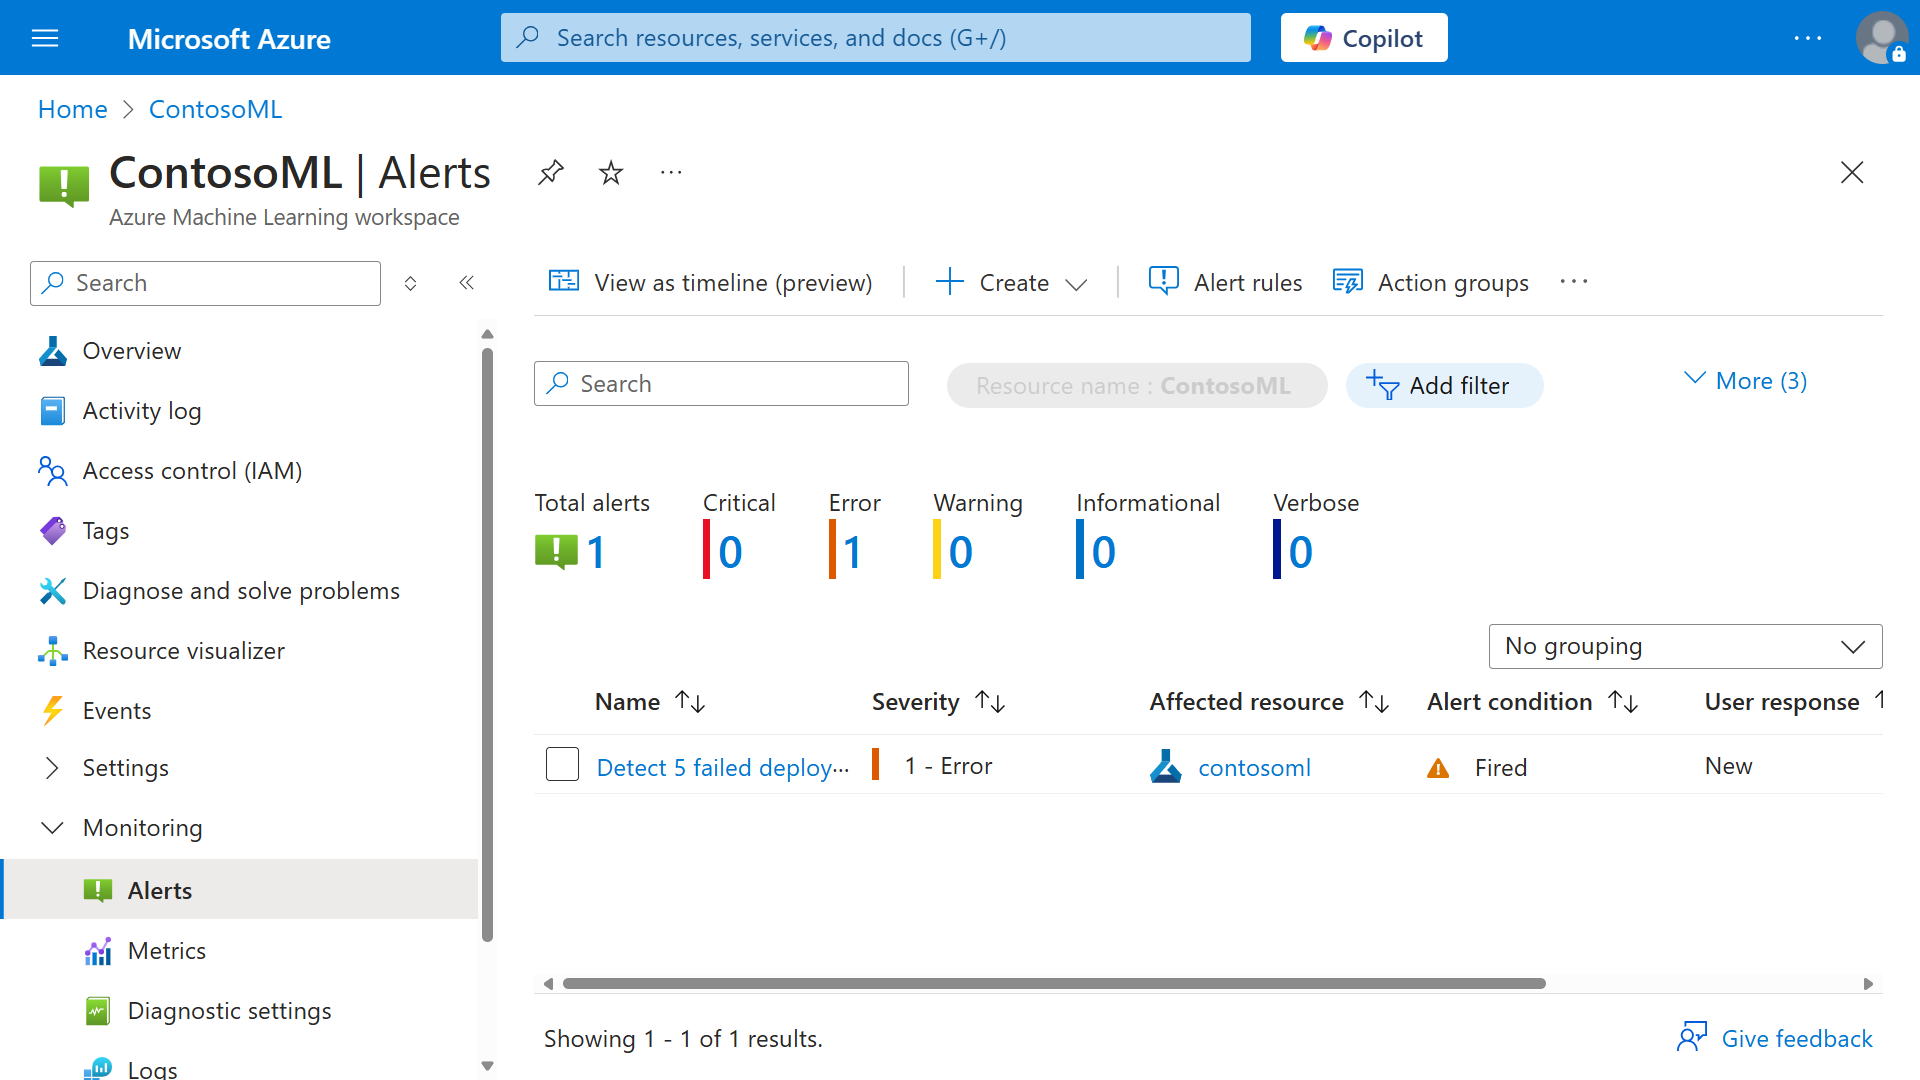 Microsoft Azure
Search resources, services, and docs (G+/)
Copilot
Home > ContosoML
ContosoML | Alerts
Azure Machine Learning workspace
Search
Overview
Activity log
Access control (IAM)
Tags
Diagnose and solve problems
Resource visualizer
Events
Settings
Monitoring
Alerts
Metrics
Diagnostic settings
Logs
View as timeline (preview)
Create
Alert rules
Action groups
Search
Resource name : ContosoML
Add filter
More (3)
Total alerts
1
Critical
0
Error
1
Warning
0
Informational
0
Verbose
0
No grouping
Name Severity Affected resource Alert condition User response
Detect 5 failed deploy... 1 - Error contosoml Fired New
Showing 1 - 1 of 1 results.
Give feedback